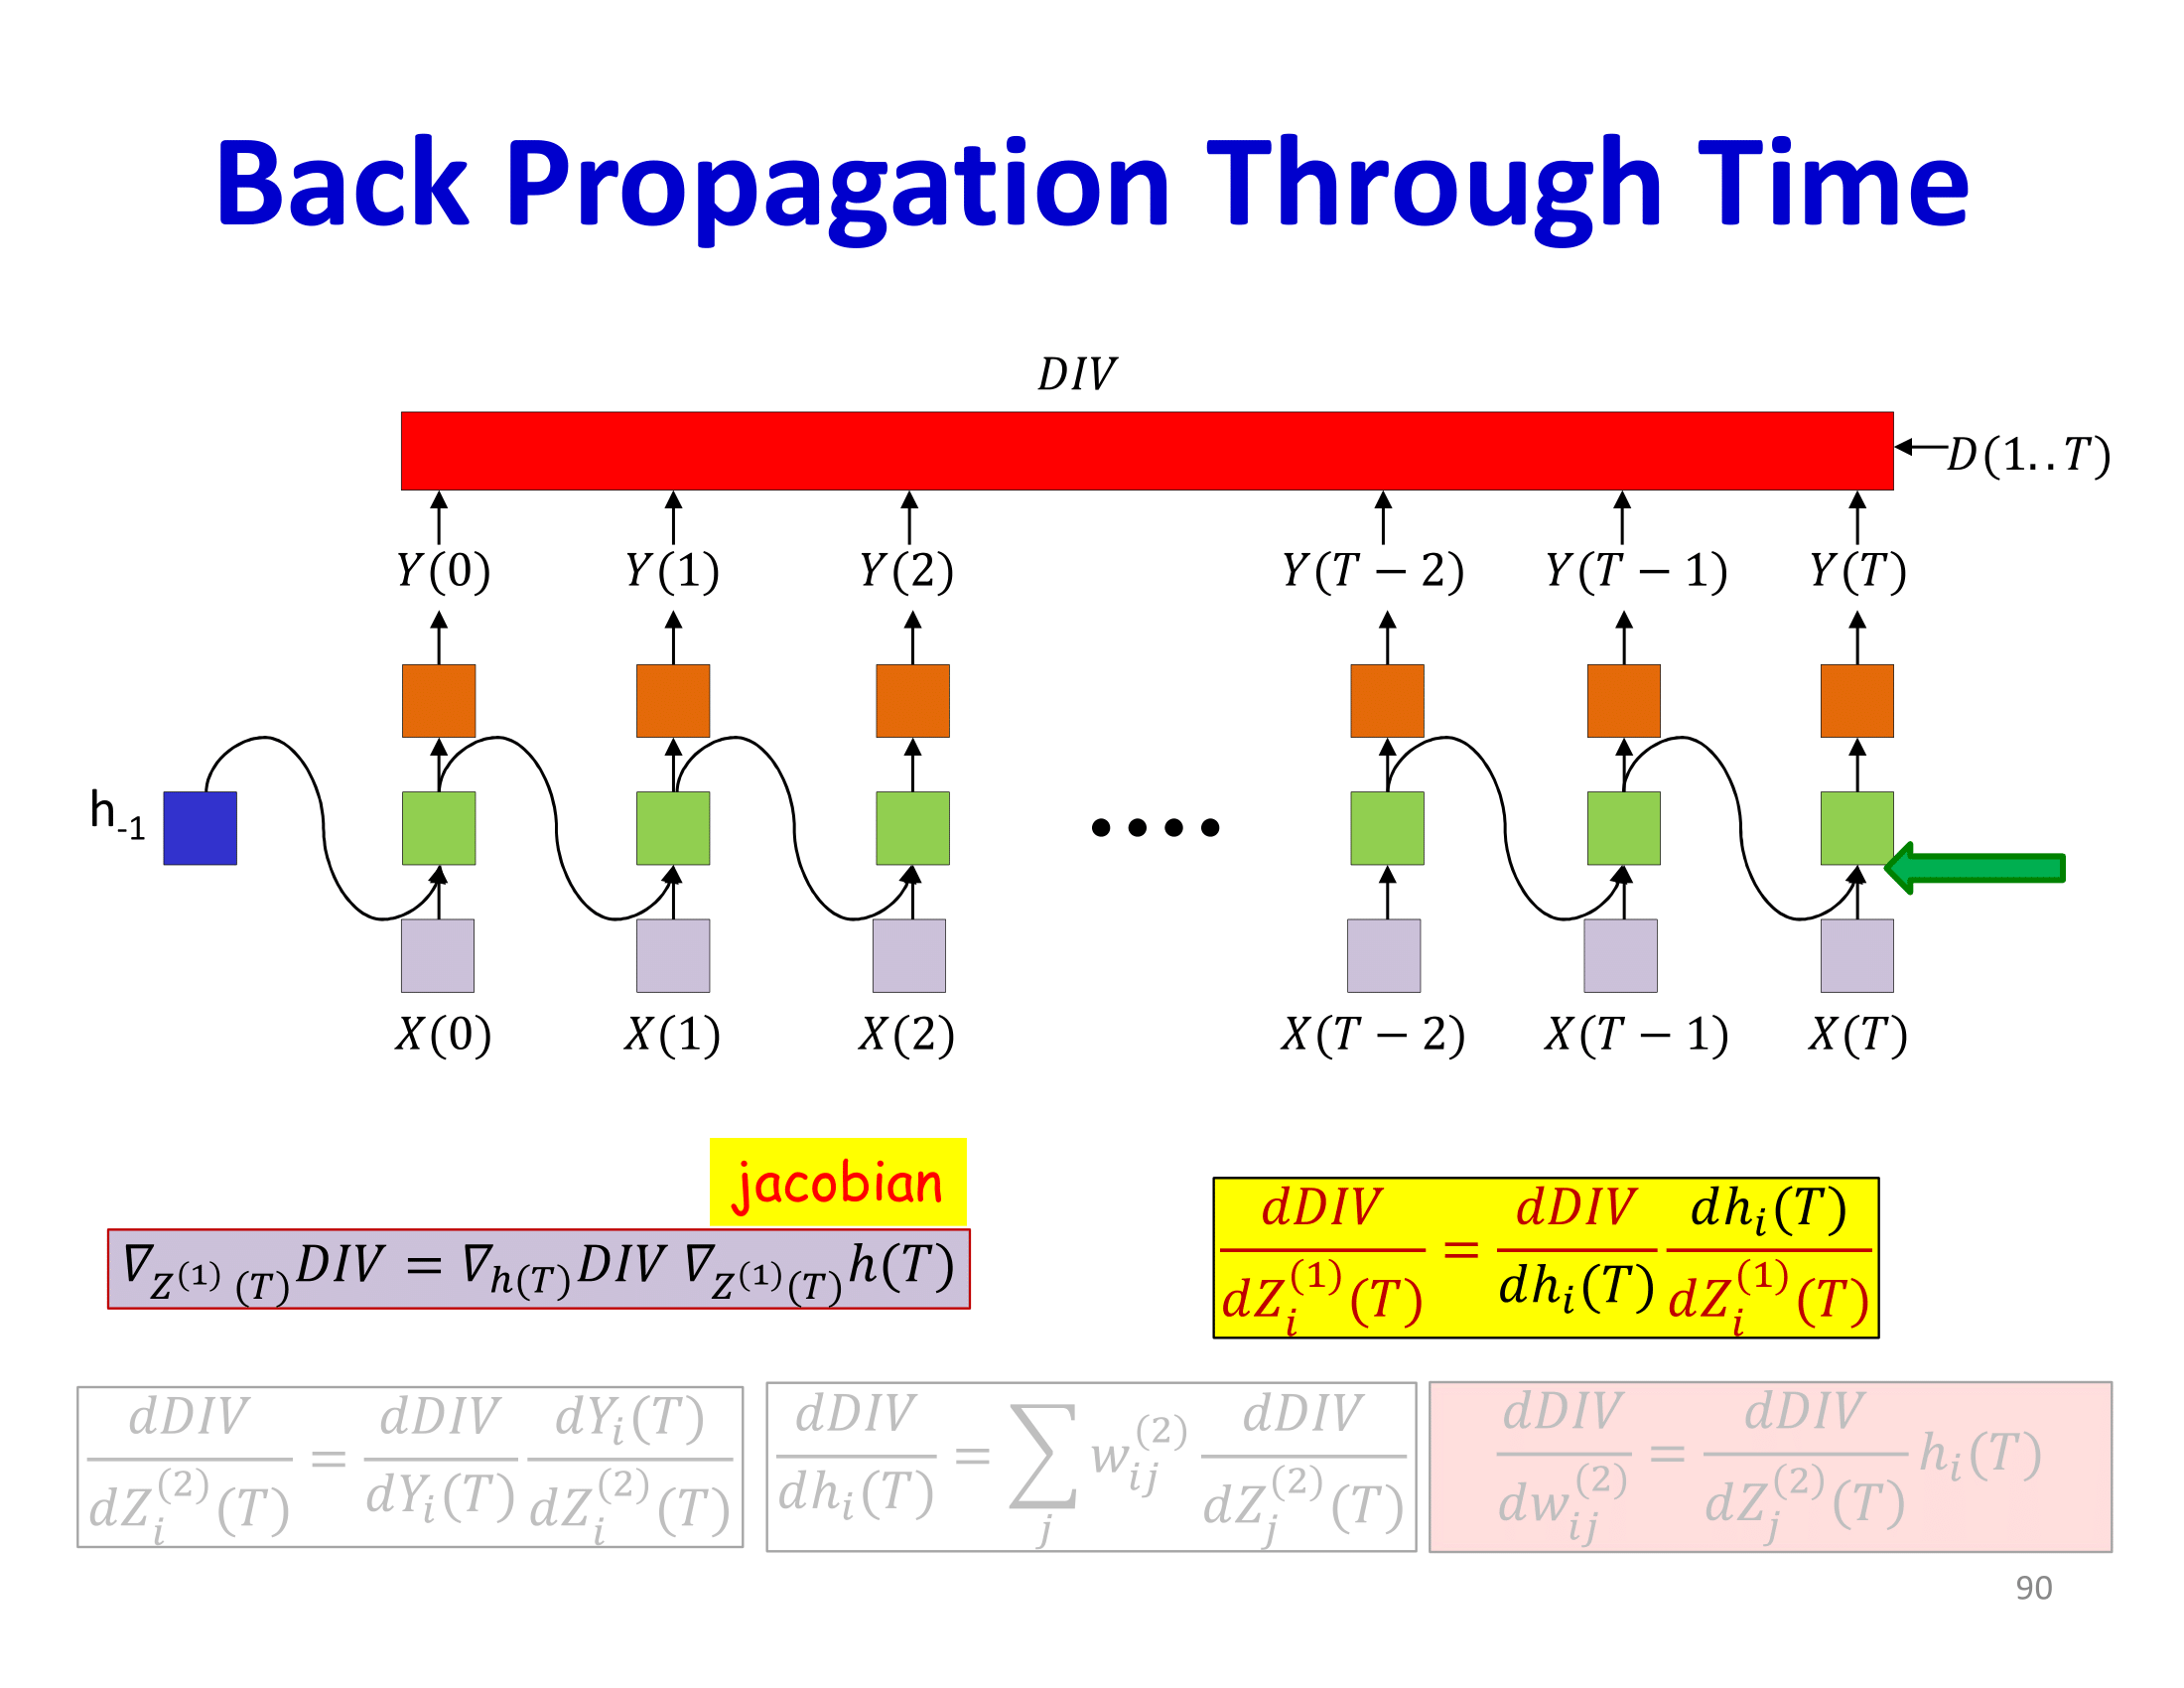 Back Propagation Through Time
DIV
D(1..T)
Y(0) Y(1) Y(2) Y(T − 2) Y(T − 1) Y(T)
h₋₁
• • • •
X(0) X(1) X(2) X(T − 2) X(T − 1) X(T)
jacobian
∇_{Z^{(1)}(T)}DIV = ∇_{h(T)}DIV ∇_{Z^{(1)}(T)}h(T)
\frac{dDIV}{dZ_i^{(1)}(T)} = \frac{dDIV}{dh_i(T)} \frac{dh_i(T)}{dZ_i^{(1)}(T)}
\frac{dDIV}{dZ_i^{(2)}(T)} = \frac{dDIV}{dY_i(T)} \frac{dY_i(T)}{dZ_i^{(2)}(T)}
\frac{dDIV}{dh_i(T)} = \sum_j w_{ij}^{(2)} \frac{dDIV}{dZ_j^{(2)}(T)}
\frac{dDIV}{dw_{ij}^{(2)}} = \frac{dDIV}{dZ_j^{(2)}(T)} h_i(T)
90